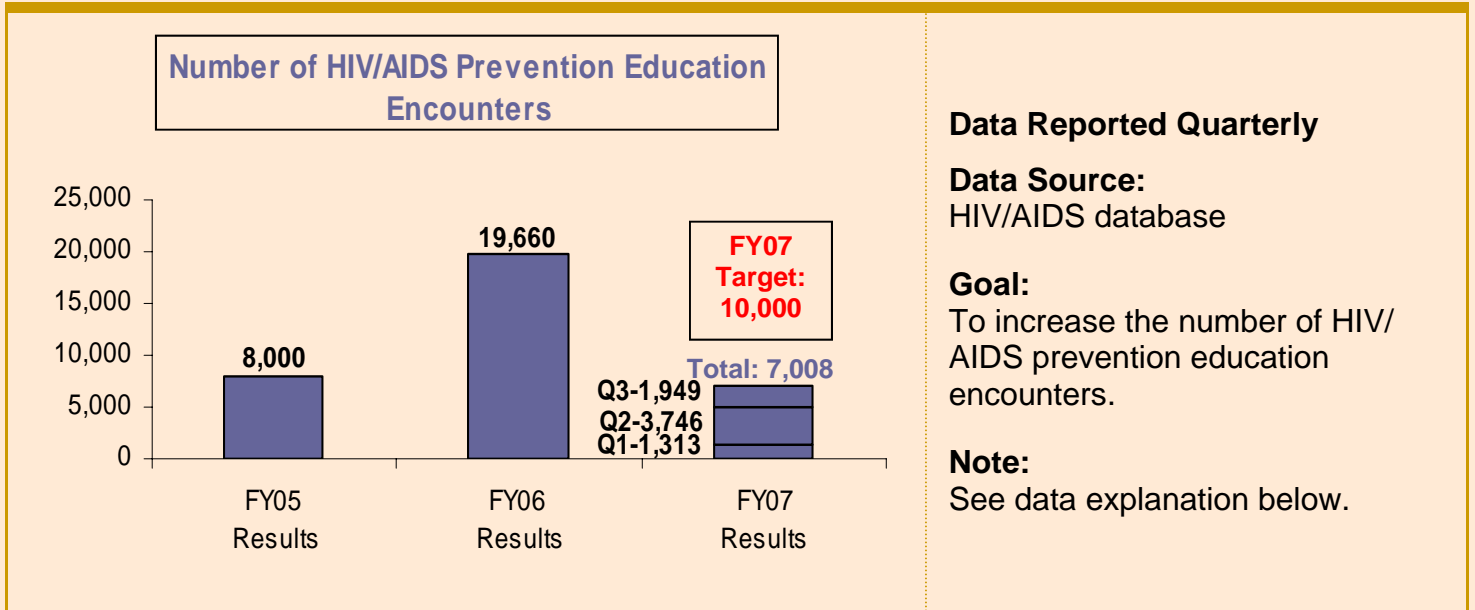 Number of HIV/AIDS Prevention Education
Encounters
25,000
20,000
15,000
10,000
5,000
0
8,000
19,660
FY07
Target:
10,000
Total: 7,008
Q3-1,949
Q2-3,746
Q1-1,313
FY05
Results
FY06
Results
FY07
Results
Data Reported Quarterly
Data Source:
HIV/AIDS database
Goal:
To increase the number of HIV/
AIDS prevention education
encounters.
Note:
See data explanation below.